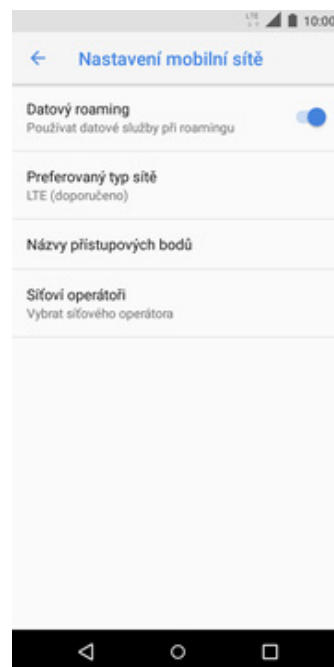 LTE 10:00
Nastavení mobilní sítě
Datový roaming
Používat datové služby při roamingu
Preferovaný typ sítě
LTE (doporučeno)
Názvy přístupových bodů
Síťoví operátoři
Vybrat síťového operátora